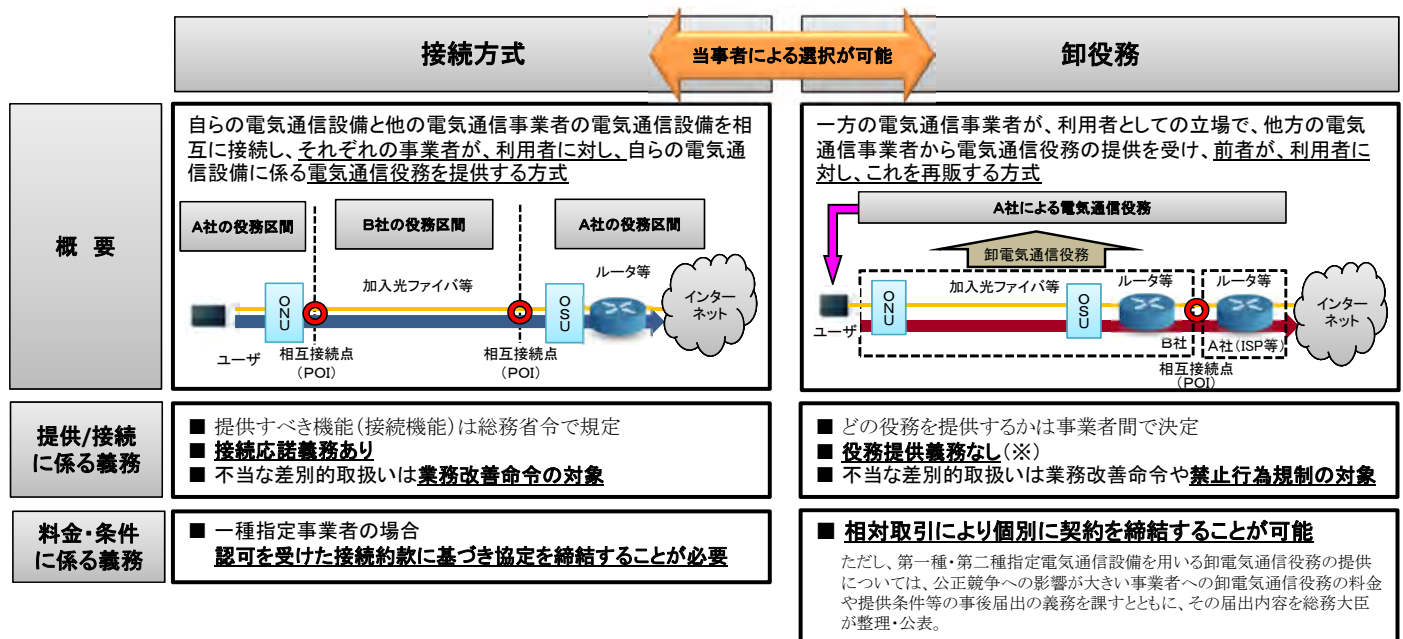 接続方式
当事者による選択が可能
卸役務
概 要
自らの電気通信設備と他の電気通信事業者の電気通信設備を相
互に接続し、それぞれの事業者が、利用者に対し、自らの電気通
信設備に係る電気通信役務を提供する方式
A社の役務区間
B社の役務区間
A社の役務区間
加入光ファイバ等
ルータ等
ONU
OSU
インター
ネット
ユーザ
相互接続点
(POI)
相互接続点
(POI)
一方の電気通信事業者が、利用者としての立場で、他方の電気
通信事業者から電気通信役務の提供を受け、前者が、利用者に
対し、これを再販する方式
A社による電気通信役務
卸電気通信役務
加入光ファイバ等
ルータ等
ルータ等
ONU
OSU
インター
ネット
ユーザ
B社
A社(ISP等)
相互接続点
(POI)
提供/接続
に係る義務
■ 提供すべき機能(接続機能)は総務省令で規定
■ 接続応諾義務あり
■ 不当な差別的取扱いは業務改善命令の対象
■ どの役務を提供するかは事業者間で決定
■ 役務提供義務なし(※)
■ 不当な差別的取扱いは業務改善命令や禁止行為規制の対象
料金・条件
に係る義務
■ 一種指定事業者の場合
認可を受けた接続約款に基づき協定を締結することが必要
■ 相対取引により個別に契約を締結することが可能
ただし、第一種・第二種指定電気通信設備を用いる卸電気通信役務の提供
については、公正競争への影響が大きい事業者への卸電気通信役務の料金
や提供条件等の事後届出の義務を課すとともに、その届出内容を総務大臣
が整理・公表。